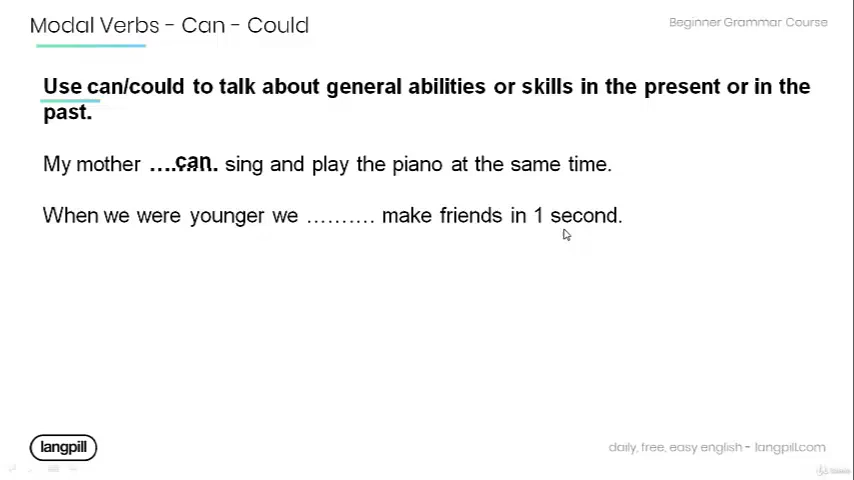 Modal Verbs - Can - Could
Beginner Grammar Course
Use can/could to talk about general abilities or skills in the present or in the
past.
My mother ....can. sing and play the piano at the same time.
When we were younger we .......... make friends in 1 second.
langpill
daily, free, easy english - langpill.com